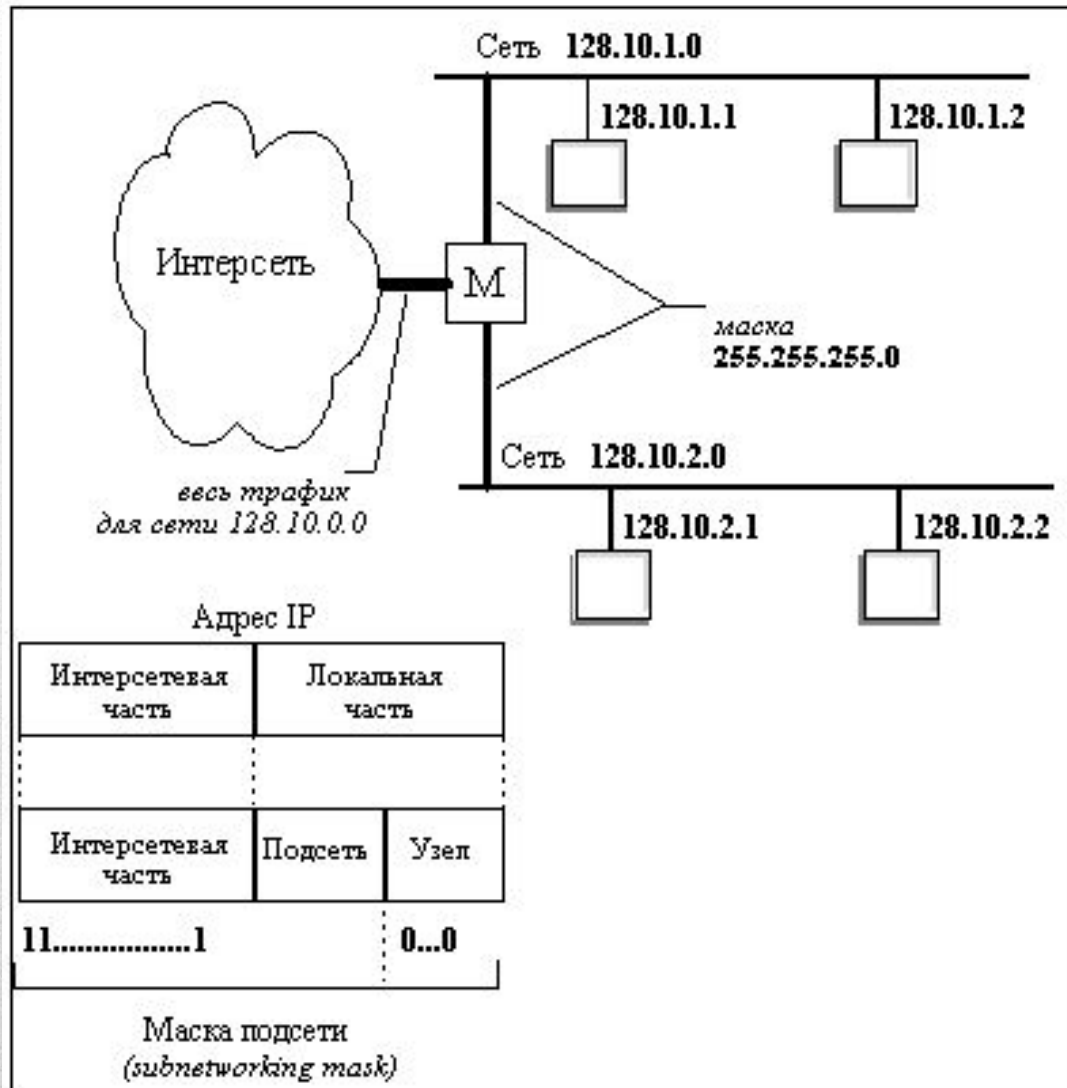 Сеть 128.10.1.0
128.10.1.1
128.10.1.2
Интерсеть
М
маска
255.255.255.0
Сеть 128.10.2.0
весь трафик
для сети 128.10.0.0
128.10.2.1
128.10.2.2
Адрес IP
Интерсетевая
часть
Локальная
часть
Интерсетевая
часть
Подсеть
Узел
11.................1
0...0
Маска подсети
(subnetworking mask)